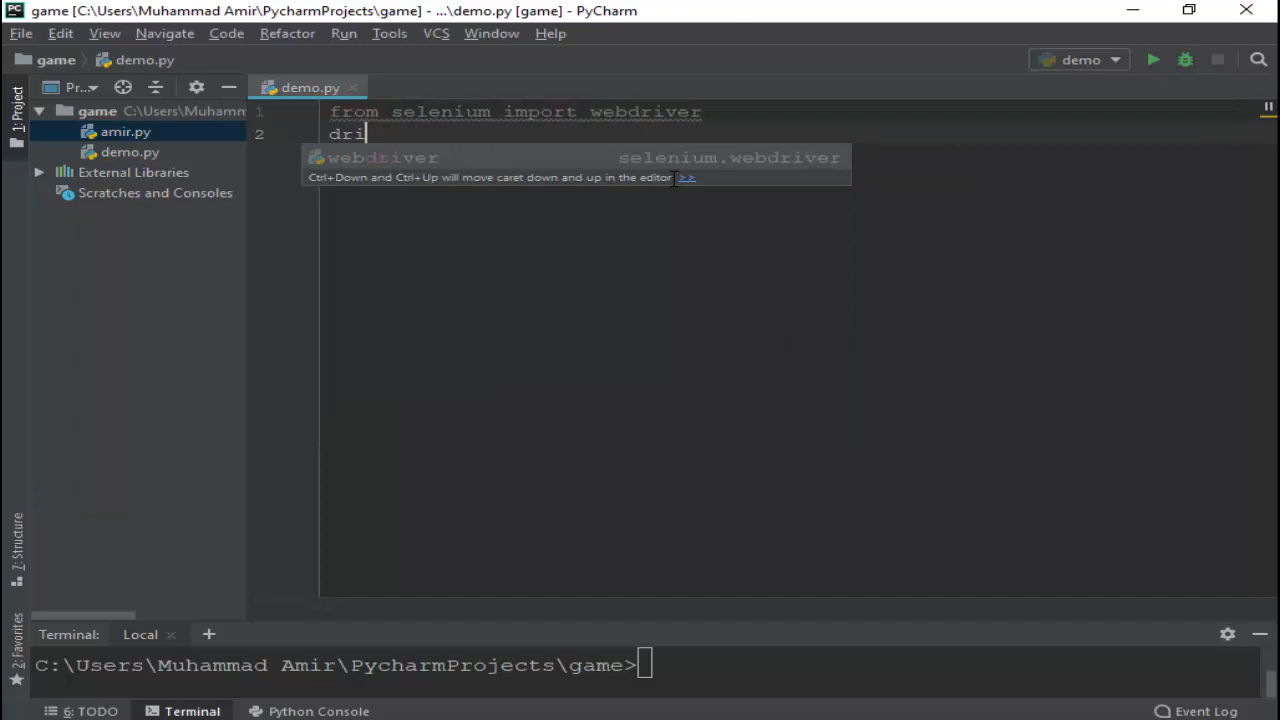 PC game [C:\Users\Muhammad Amir\PycharmProjects\game] - ...\demo.py [game] - PyCharm
File Edit View Navigate Code Refactor Run Tools VCS Window Help
game demo.py demo
1: Project
Pr... demo.py
game C:\Users\Muhamm
amir.py
demo.py
External Libraries
Scratches and Consoles
1 from selenium import webdriver
2 dri
webdriver selenium.webdriver
Ctrl+Down and Ctrl+Up will move caret down and up in the editor >>
7: Structure
2: Favorites
Terminal: Local +
C:\Users\Muhammad Amir\PycharmProjects\game>
6: TODO Terminal Python Console Event Log